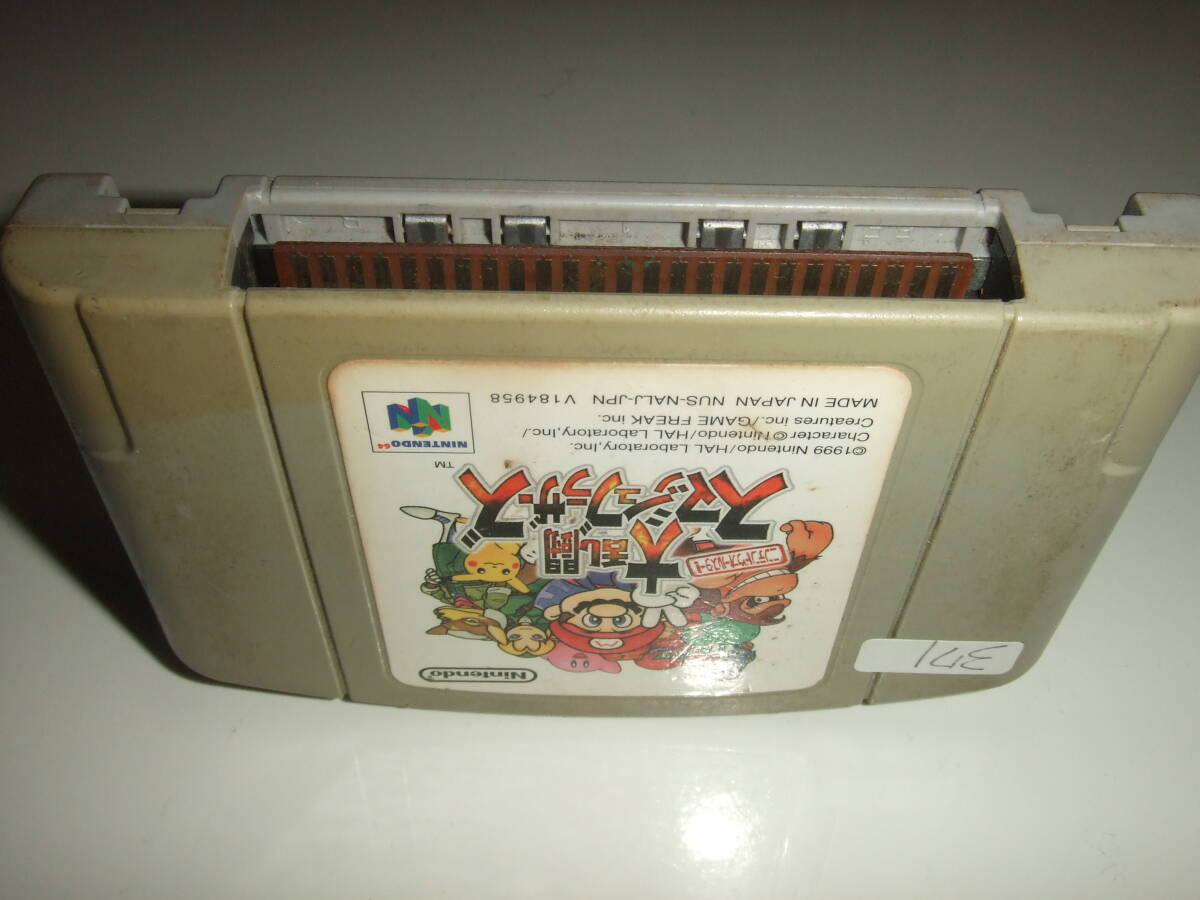 Nintendo
ニンテンドウオールスター!
大乱闘
スマッシュブラザーズ
TM
©1999 Nintendo/HAL Laboratory,Inc.
Character©Nintendo/HAL Laboratory,Inc./
Creatures inc./GAME FREAK inc.
MADE IN JAPAN NUS-NALJ-JPN V184958
NINTENDO64